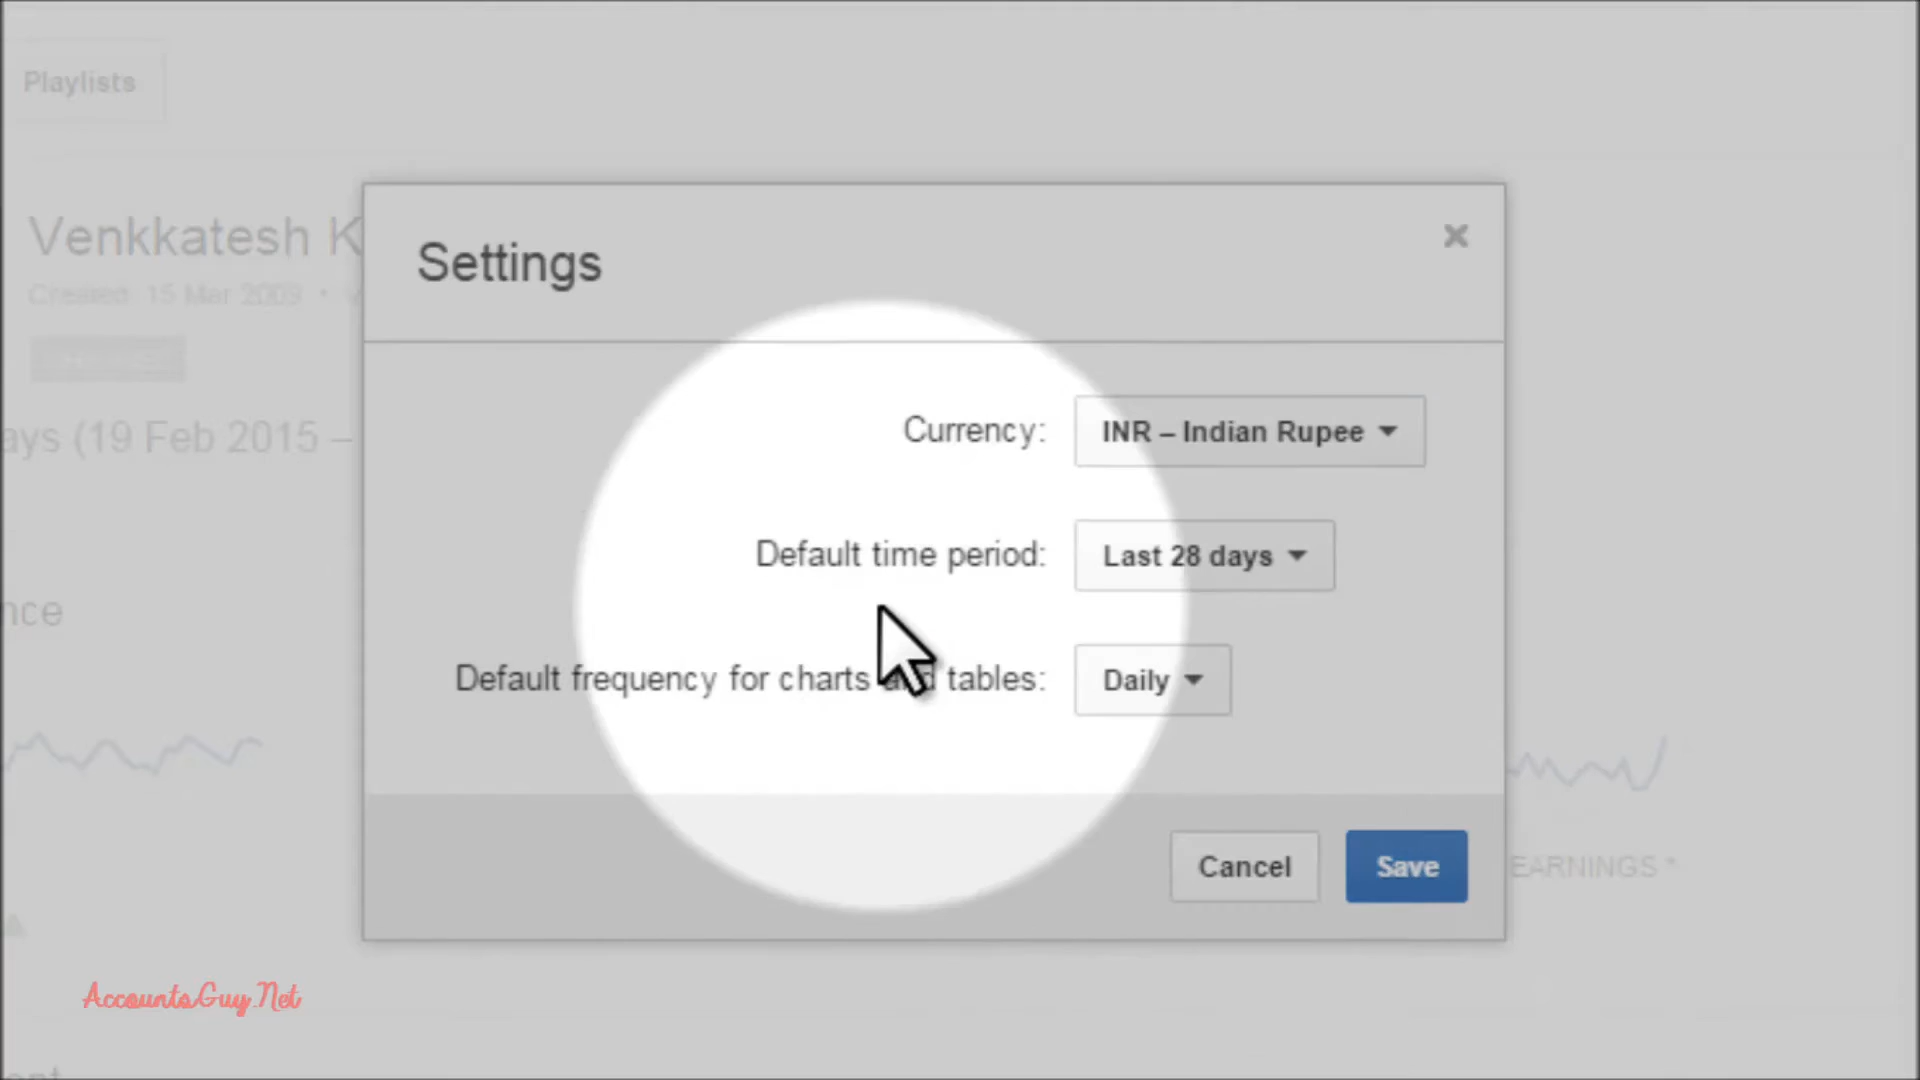 Playlists
Venkkatesh K
Created: 15 Mar 2009 •
Settings
ays (19 Feb 2015 –
Currency: INR – Indian Rupee
Default time period: Last 28 days
nce
Default frequency for charts and tables: Daily
Cancel Save
EARNINGS *
AccountsGuy.Net